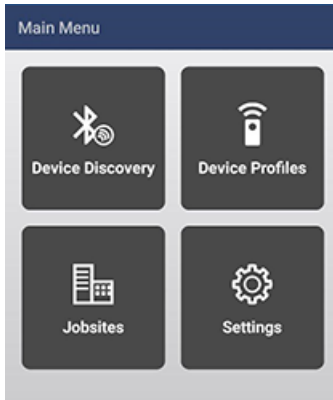 Main Menu
Device Discovery
Device Profiles
Jobsites
Settings